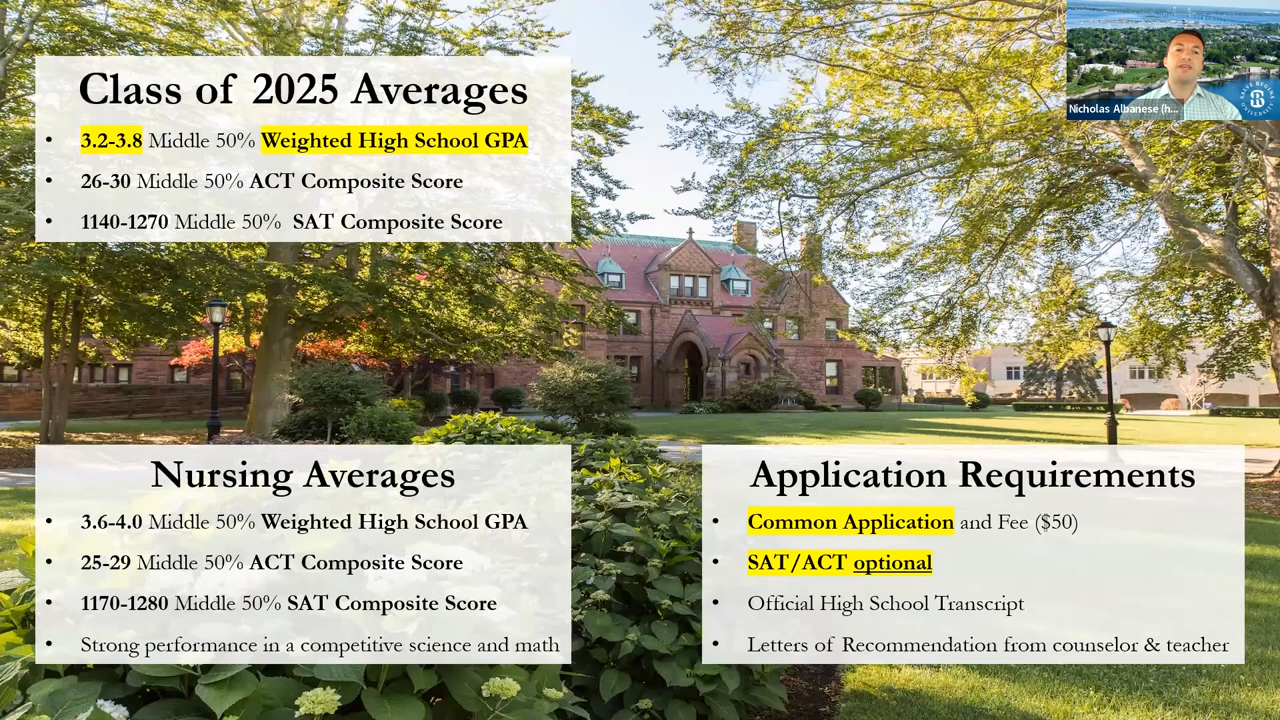 Class of 2025 Averages
• 3.2-3.8 Middle 50% Weighted High School GPA
• 26-30 Middle 50% ACT Composite Score
• 1140-1270 Middle 50% SAT Composite Score
Nicholas Albanese (h...
SALVE REGINA
UNIVERSITY
Nursing Averages
• 3.6-4.0 Middle 50% Weighted High School GPA
• 25-29 Middle 50% ACT Composite Score
• 1170-1280 Middle 50% SAT Composite Score
• Strong performance in a competitive science and math
Application Requirements
• Common Application and Fee ($50)
• SAT/ACT optional
• Official High School Transcript
• Letters of Recommendation from counselor & teacher